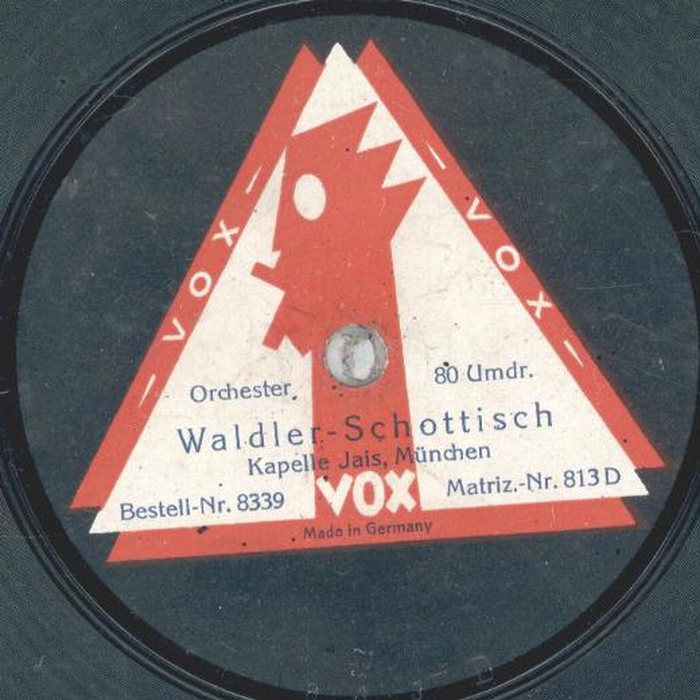 — VOX —
— VOX —
Orchester
80 Umdr.
Waldler-Schottisch
Kapelle Jais, München
Bestell-Nr. 8339
VOX
Matriz.-Nr. 813 D
Made in Germany